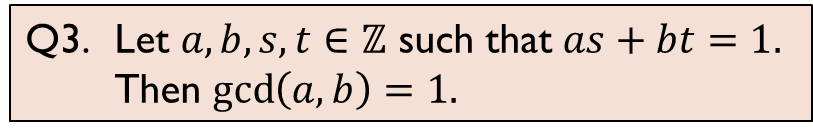 Q3. Let a, b, s, t ∈ ℤ such that as + bt = 1.
Then gcd(a, b) = 1.